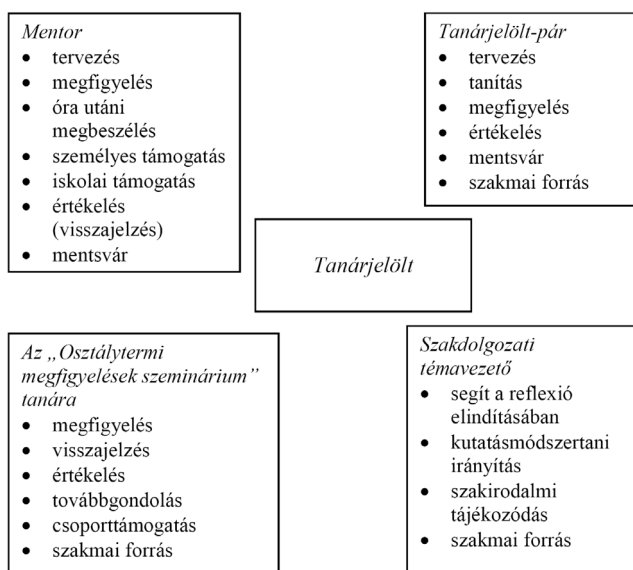 Mentor
• tervezés
• megfigyelés
• óra utáni
megbeszélés
• személyes támogatás
• iskolai támogatás
• értékelés
(visszajelzés)
• mentsvár
Tanárjelölt-pár
• tervezés
• tanítás
• megfigyelés
• értékelés
• mentsvár
• szakmai forrás
Tanárjelölt
Az „Osztálytermi
megfigyelések szeminárium”
tanára
• megfigyelés
• visszajelzés
• értékelés
• továbbgondolás
• csoporttámogatás
• szakmai forrás
Szakdolgozati
témavezető
• segít a reflexió
elindításában
• kutatásmódszertani
irányítás
• szakirodalmi
tájékozódás
• szakmai forrás